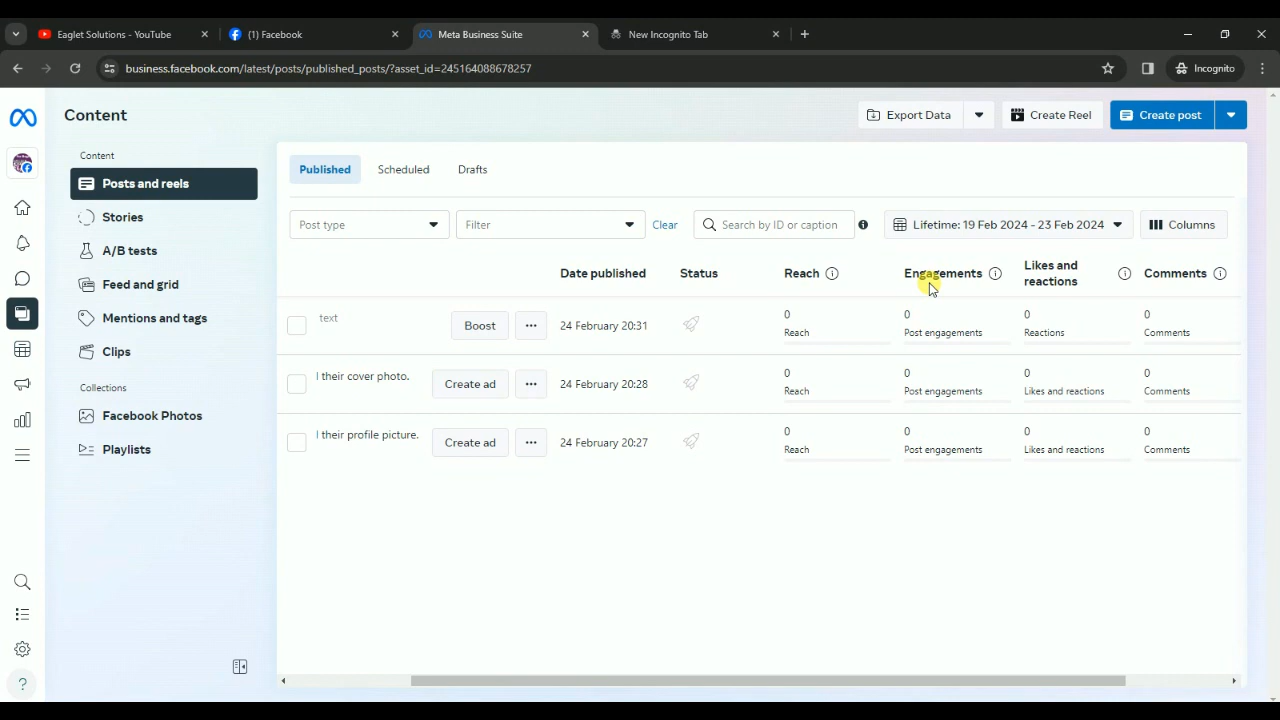 Eaglet Solutions - YouTube
(1) Facebook
Meta Business Suite
New Incognito Tab
business.facebook.com/latest/posts/published_posts/?asset_id=245164088678257
Incognito
Content
Export Data
Create Reel
Create post
Content
Posts and reels
Stories
A/B tests
Feed and grid
Mentions and tags
Clips
Collections
Facebook Photos
Playlists
Published
Scheduled
Drafts
Post type
Filter
Clear
Search by ID or caption
Lifetime: 19 Feb 2024 - 23 Feb 2024
Columns
Date published
Status
Reach
Engagements
Likes and
reactions
Comments
text
Boost
24 February 20:31
0
Reach
0
Post engagements
0
Reactions
0
Comments
their cover photo.
Create ad
24 February 20:28
0
Reach
0
Post engagements
0
Likes and reactions
0
Comments
their profile picture.
Create ad
24 February 20:27
0
Reach
0
Post engagements
0
Likes and reactions
0
Comments
?